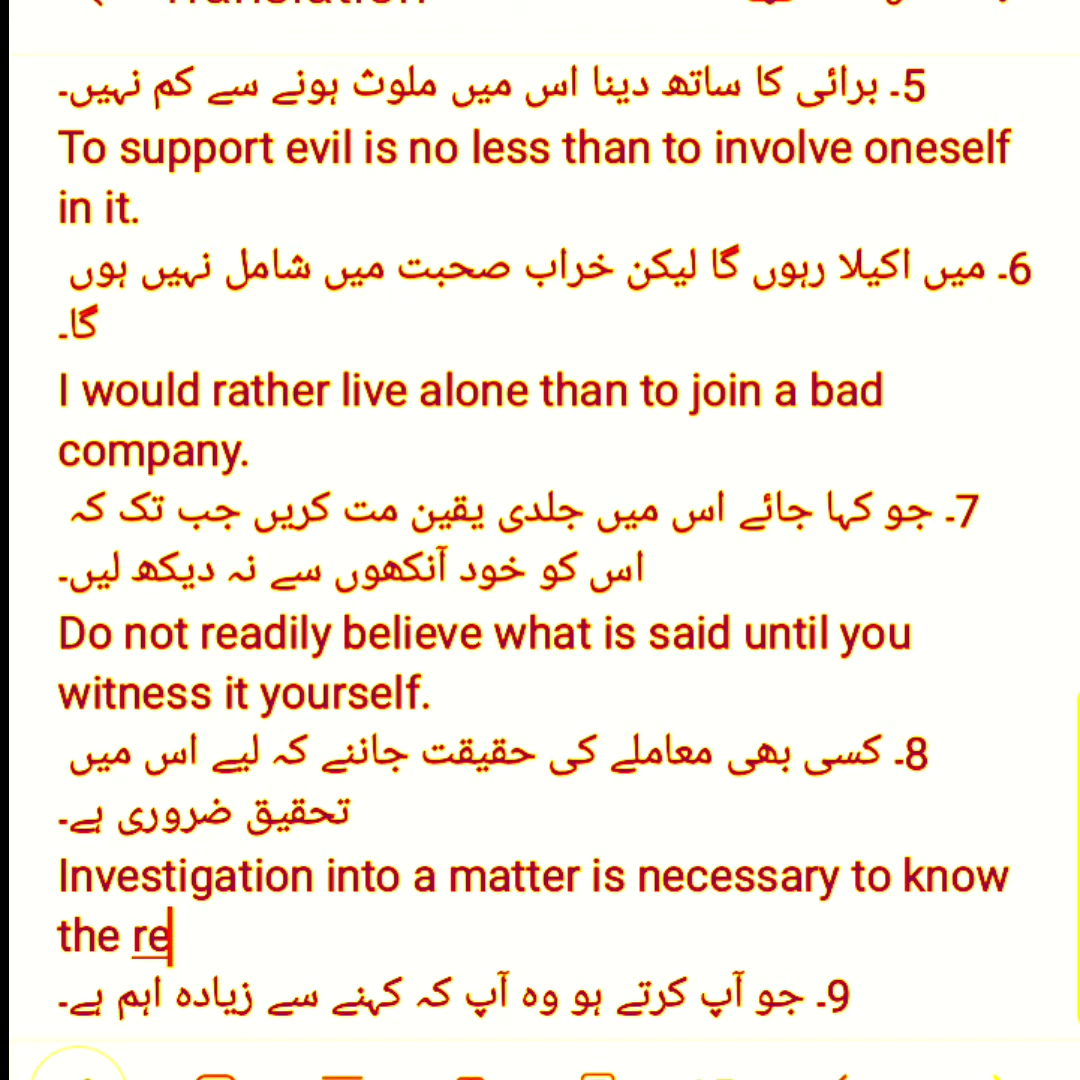 Translation
5۔ برائی کا ساتھ دینا اس میں ملوث ہونے سے کم نہیں۔
To support evil is no less than to involve oneself
in it.
6۔ میں اکیلا رہوں گا لیکن خراب صحبت میں شامل نہیں ہوں
گا۔
I would rather live alone than to join a bad
company.
7۔ جو کہا جائے اس میں جلدی یقین مت کریں جب تک کہ
اس کو خود آنکھوں سے نہ دیکھ لیں۔
Do not readily believe what is said until you
witness it yourself.
8۔ کسی بھی معاملے کی حقیقت جاننے کہ لیے اس میں
تحقیق ضروری ہے۔
Investigation into a matter is necessary to know
the re
9۔ جو آپ کرتے ہو وہ آپ کہ کہنے سے زیادہ اہم ہے۔